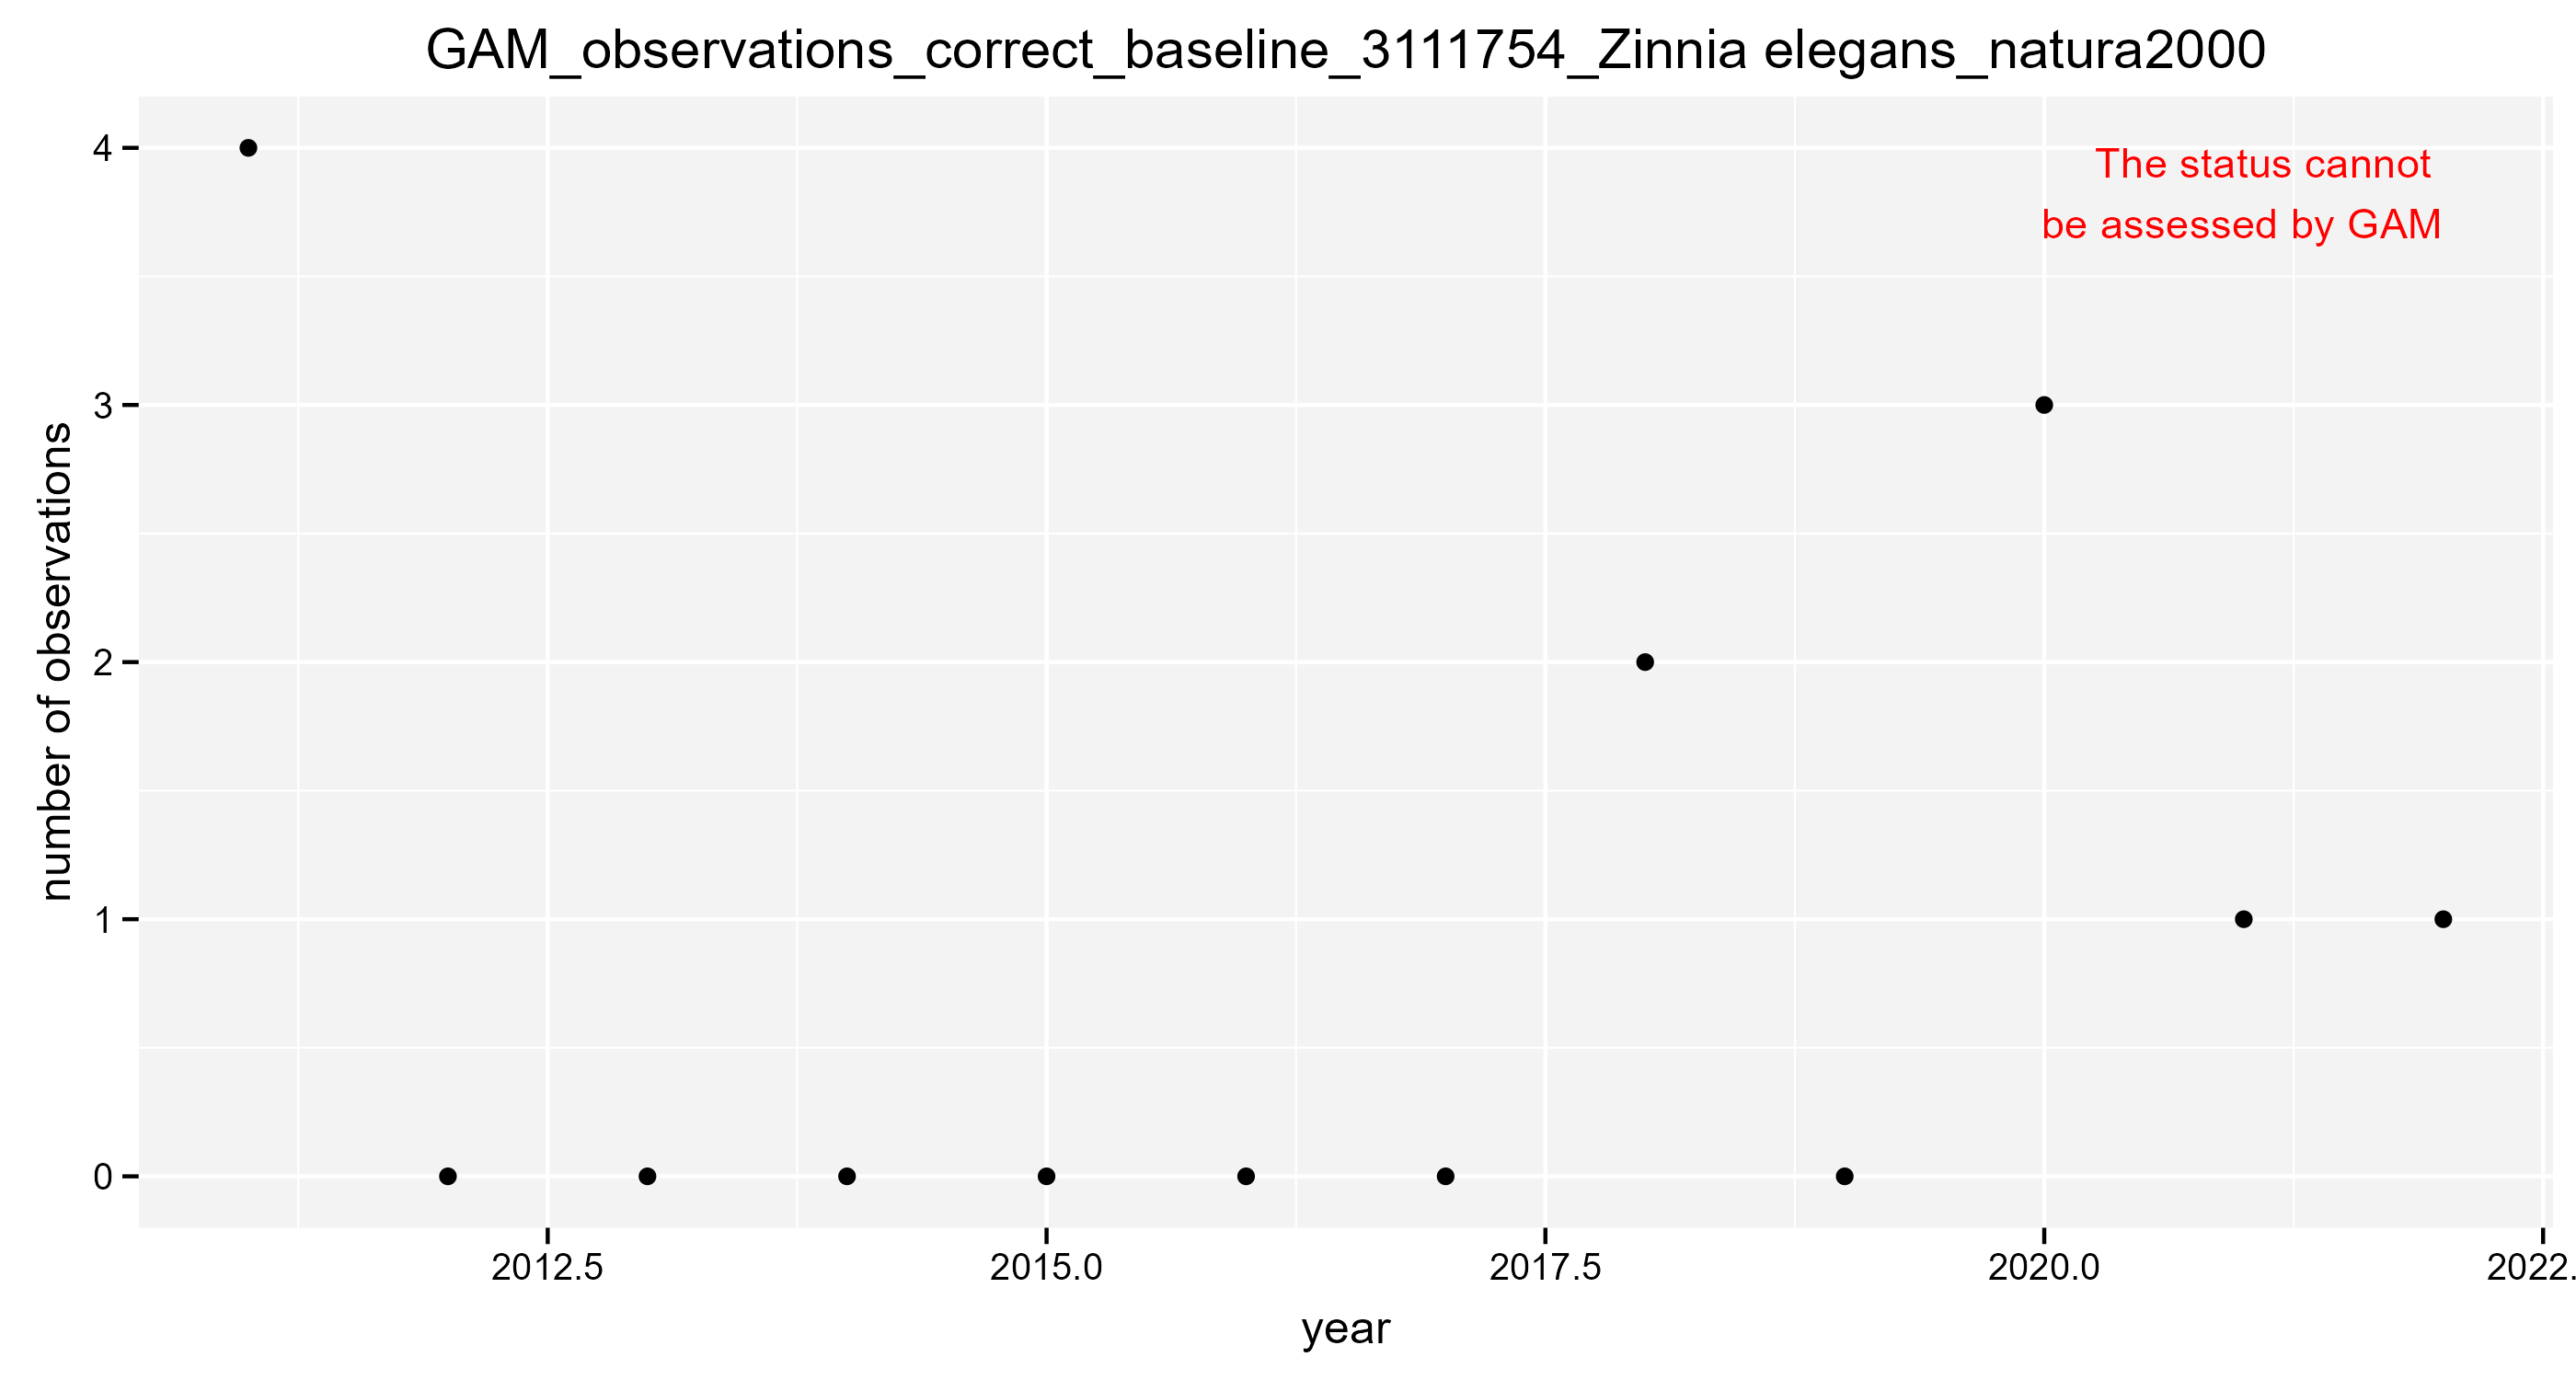 GAM_observations_correct_baseline_3111754_Zinnia elegans_natura2000
The status cannot
be assessed by GAM
4
3
2
1
0
number of observations
2012.5
2015.0
2017.5
2020.0
2022.
year